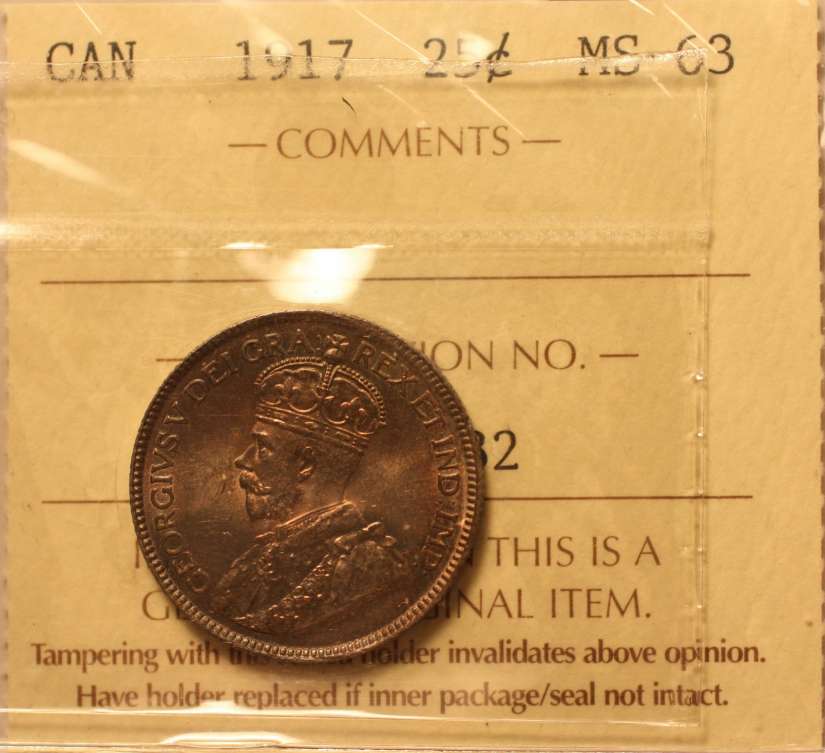 CAN 1917 25¢ MS-63
— COMMENTS —
ION NO. —
32
GEORGIVS V DEI GRA: REX ET IND: IMP:
THIS IS A
INAL ITEM.
Tampering with this holder invalidates above opinion.
Have holder replaced if inner package/seal not intact.